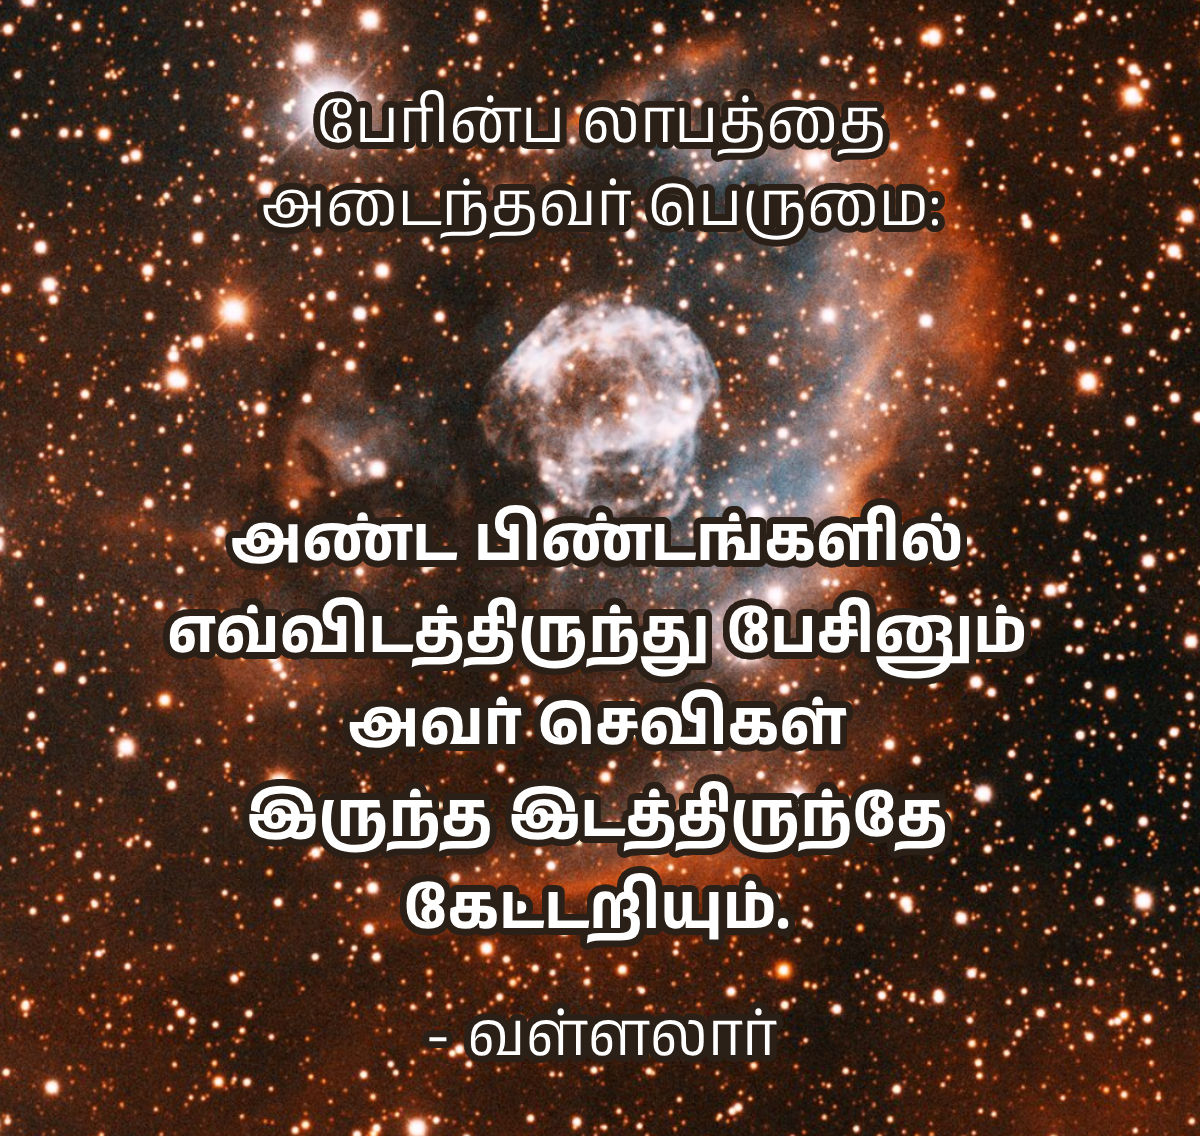 பேரின்ப லாபத்தை
அடைந்தவர் பெருமை:
அண்ட பிண்டங்களில்
எவ்விடத்திருந்து பேசினும்
அவர் செவிகள்
இருந்த இடத்திருந்தே
கேட்டறியும்.
- வள்ளலார்